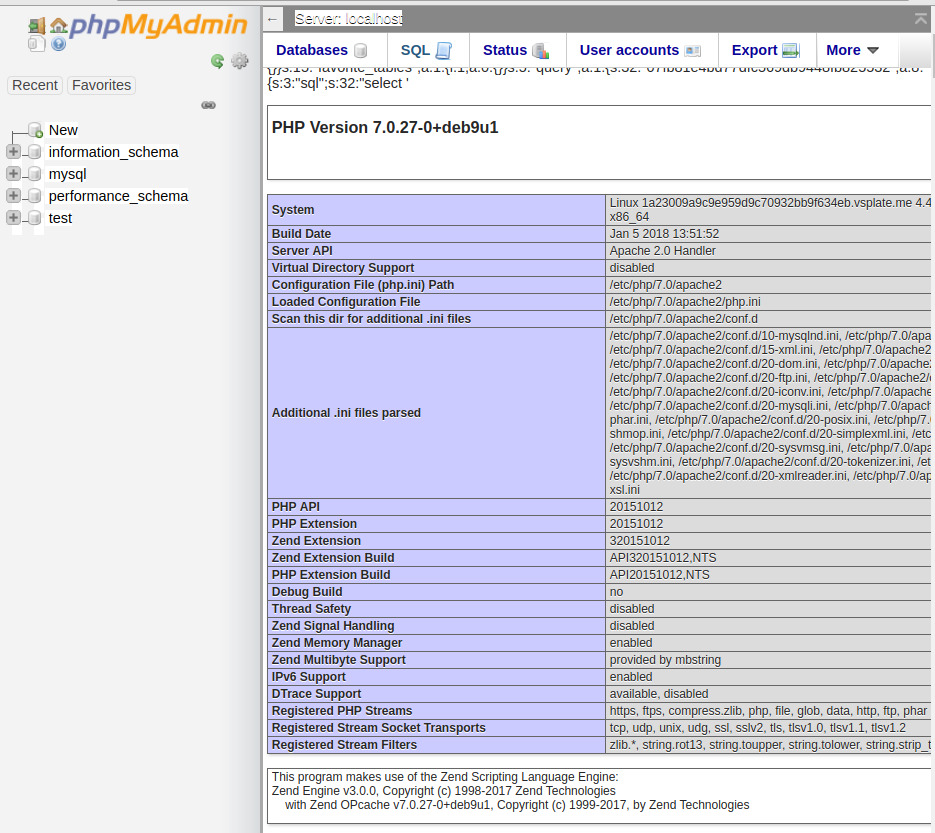 phpMyAdmin
Recent Favorites
New
information_schema
mysql
performance_schema
test
← Server: localhost
Databases SQL Status User accounts Export More
{s:3:"sql";s:32:"select '
PHP Version 7.0.27-0+deb9u1
System Linux 1a23009a9c9e959d9c70932bb9f634eb.vsplate.me 4.4
x86_64
Build Date Jan 5 2018 13:51:52
Server API Apache 2.0 Handler
Virtual Directory Support disabled
Configuration File (php.ini) Path /etc/php/7.0/apache2
Loaded Configuration File /etc/php/7.0/apache2/php.ini
Scan this dir for additional .ini files /etc/php/7.0/apache2/conf.d
Additional .ini files parsed /etc/php/7.0/apache2/conf.d/10-mysqlnd.ini, /etc/php/7.0/apa
/etc/php/7.0/apache2/conf.d/15-xml.ini, /etc/php/7.0/apache2
/etc/php/7.0/apache2/conf.d/20-dom.ini, /etc/php/7.0/apache2
/etc/php/7.0/apache2/conf.d/20-ftp.ini, /etc/php/7.0/apache2/
/etc/php/7.0/apache2/conf.d/20-iconv.ini, /etc/php/7.0/apache
/etc/php/7.0/apache2/conf.d/20-mysqli.ini, /etc/php/7.0/apach
phar.ini, /etc/php/7.0/apache2/conf.d/20-posix.ini, /etc/php/7.
shmop.ini, /etc/php/7.0/apache2/conf.d/20-simplexml.ini, /etc
/etc/php/7.0/apache2/conf.d/20-sysvmsg.ini, /etc/php/7.0/apa
sysvshm.ini, /etc/php/7.0/apache2/conf.d/20-tokenizer.ini, /et
/etc/php/7.0/apache2/conf.d/20-xmlreader.ini, /etc/php/7.0/ap
xsl.ini
PHP API 20151012
PHP Extension 20151012
Zend Extension 320151012
Zend Extension Build API320151012,NTS
PHP Extension Build API20151012,NTS
Debug Build no
Thread Safety disabled
Zend Signal Handling disabled
Zend Memory Manager enabled
Zend Multibyte Support provided by mbstring
IPv6 Support enabled
DTrace Support available, disabled
Registered PHP Streams https, ftps, compress.zlib, php, file, glob, data, http, ftp, phar
Registered Stream Socket Transports tcp, udp, unix, udg, ssl, sslv2, tls, tlsv1.0, tlsv1.1, tlsv1.2
Registered Stream Filters zlib.*, string.rot13, string.toupper, string.tolower, string.strip_t
This program makes use of the Zend Scripting Language Engine:
Zend Engine v3.0.0, Copyright (c) 1998-2017 Zend Technologies
with Zend OPcache v7.0.27-0+deb9u1, Copyright (c) 1999-2017, by Zend Technologies